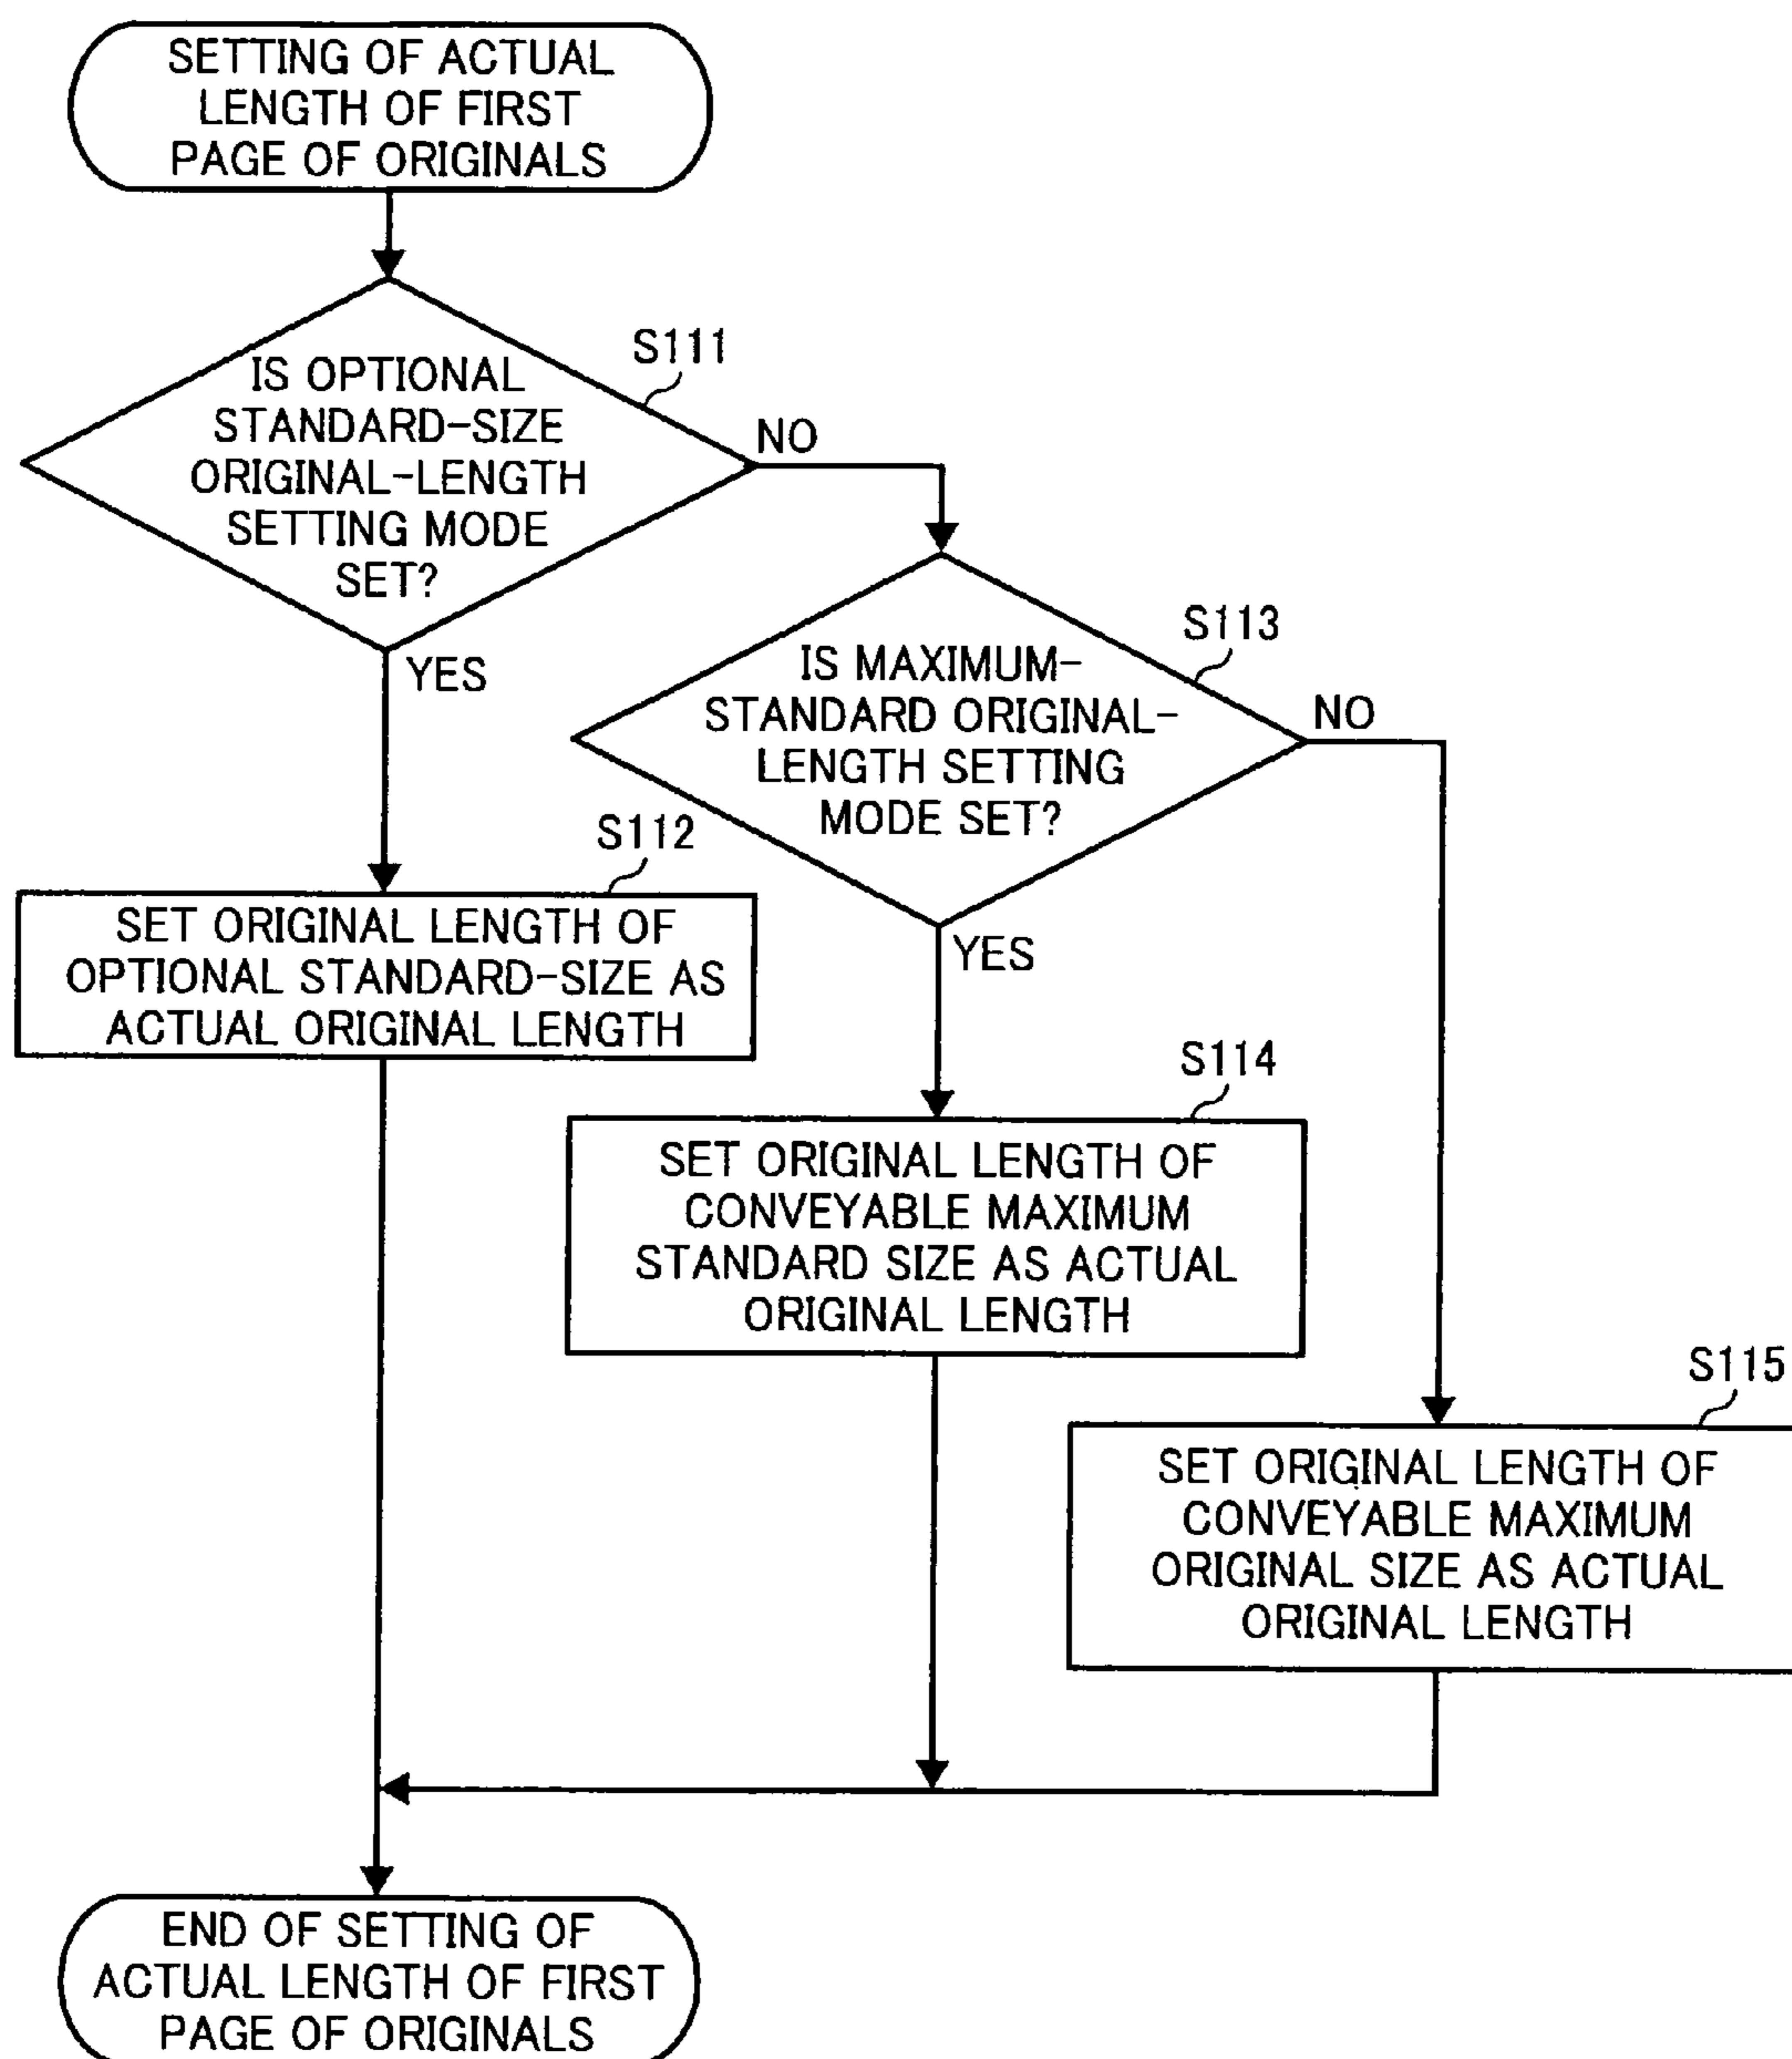 SETTING OF ACTUAL
LENGTH OF FIRST
PAGE OF ORIGINALS
S111
IS OPTIONAL
STANDARD-SIZE
ORIGINAL-LENGTH
SETTING MODE
SET?
NO
YES
S113
IS MAXIMUM-
STANDARD ORIGINAL-
LENGTH SETTING
MODE SET?
NO
YES
S112
SET ORIGINAL LENGTH OF
OPTIONAL STANDARD-SIZE AS
ACTUAL ORIGINAL LENGTH
S114
SET ORIGINAL LENGTH OF
CONVEYABLE MAXIMUM
STANDARD SIZE AS ACTUAL
ORIGINAL LENGTH
S115
SET ORIGINAL LENGTH OF
CONVEYABLE MAXIMUM
ORIGINAL SIZE AS ACTUAL
ORIGINAL LENGTH
END OF SETTING OF
ACTUAL LENGTH OF FIRST
PAGE OF ORIGINALS